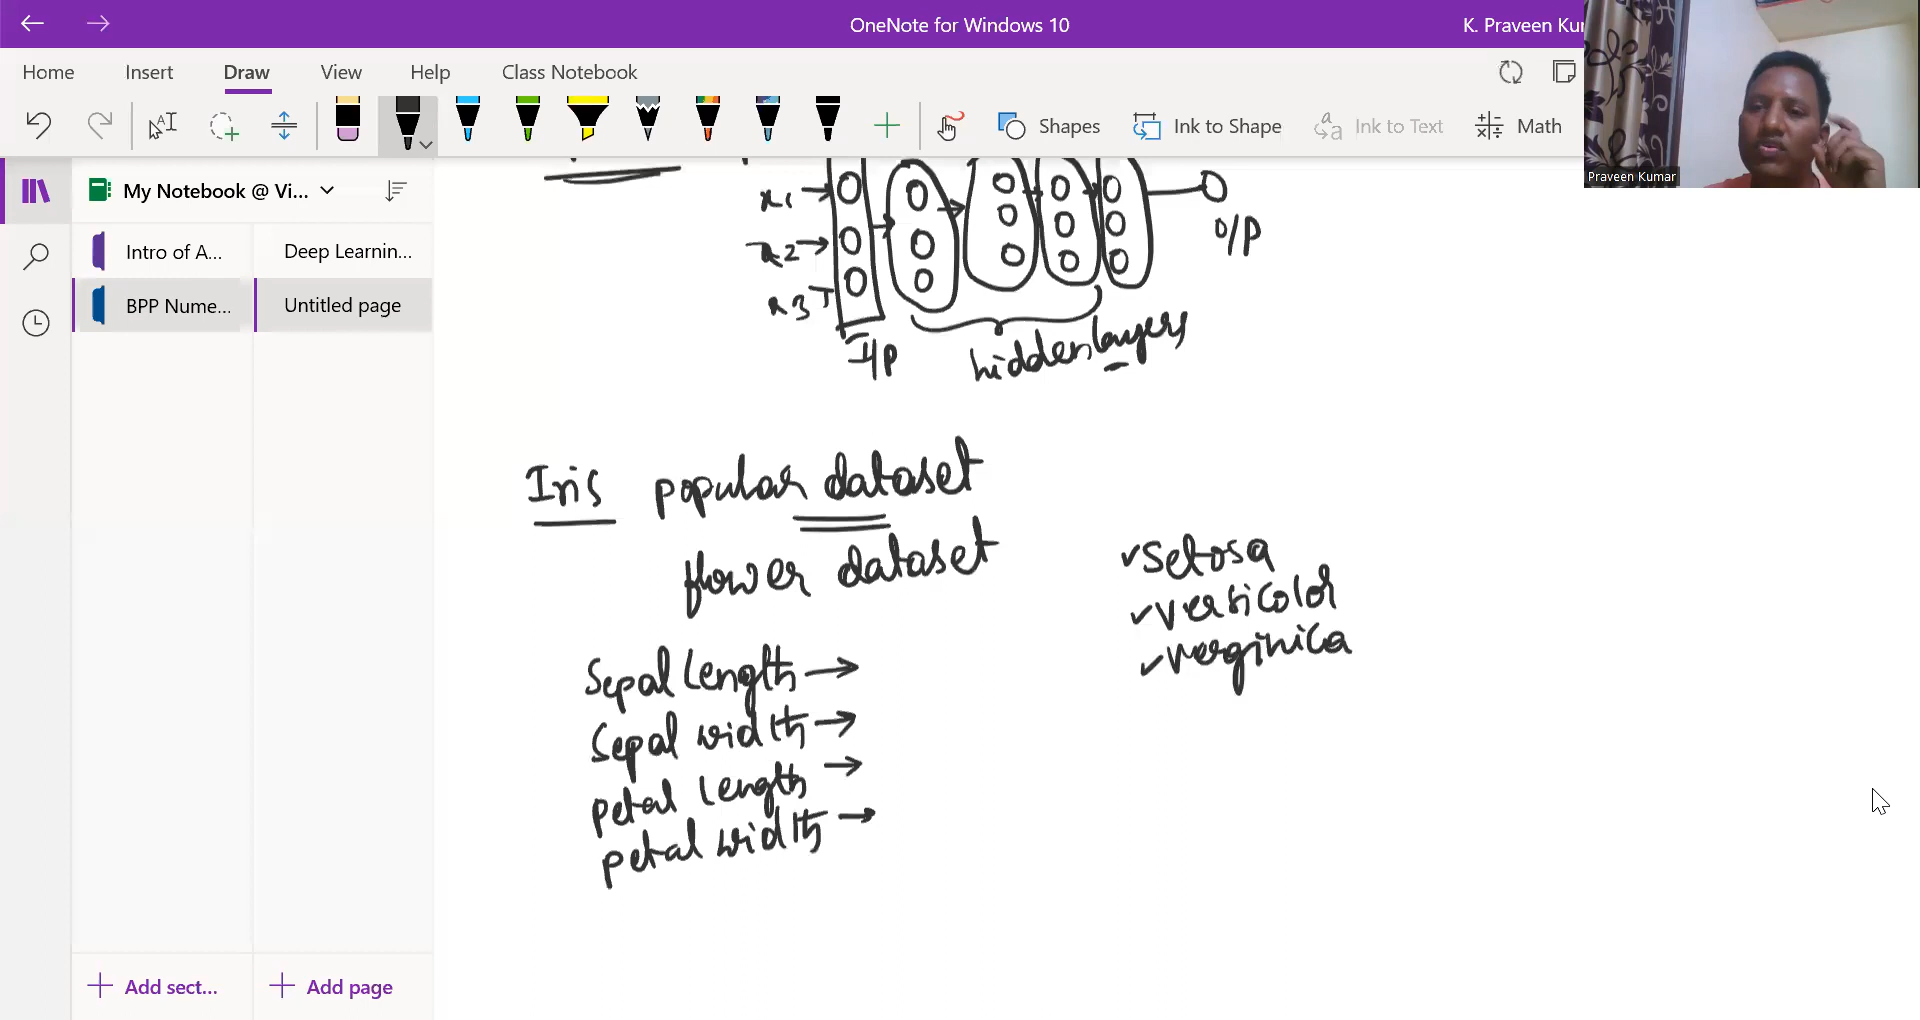 OneNote for Windows 10
K. Praveen Kur
Home Insert Draw View Help Class Notebook
Shapes Ink to Shape Ink to Text Math
Praveen Kumar
My Notebook @ Vi...
Intro of A...
Deep Learnin...
BPP Nume...
Untitled page
x1
x2
x3
O/P
I/P
hidden layers
Iris popular dataset
flower dataset
Setosa
Versicolor
verginica
Sepal length →
Sepal width →
petal length →
petal width →
Add sect...
Add page